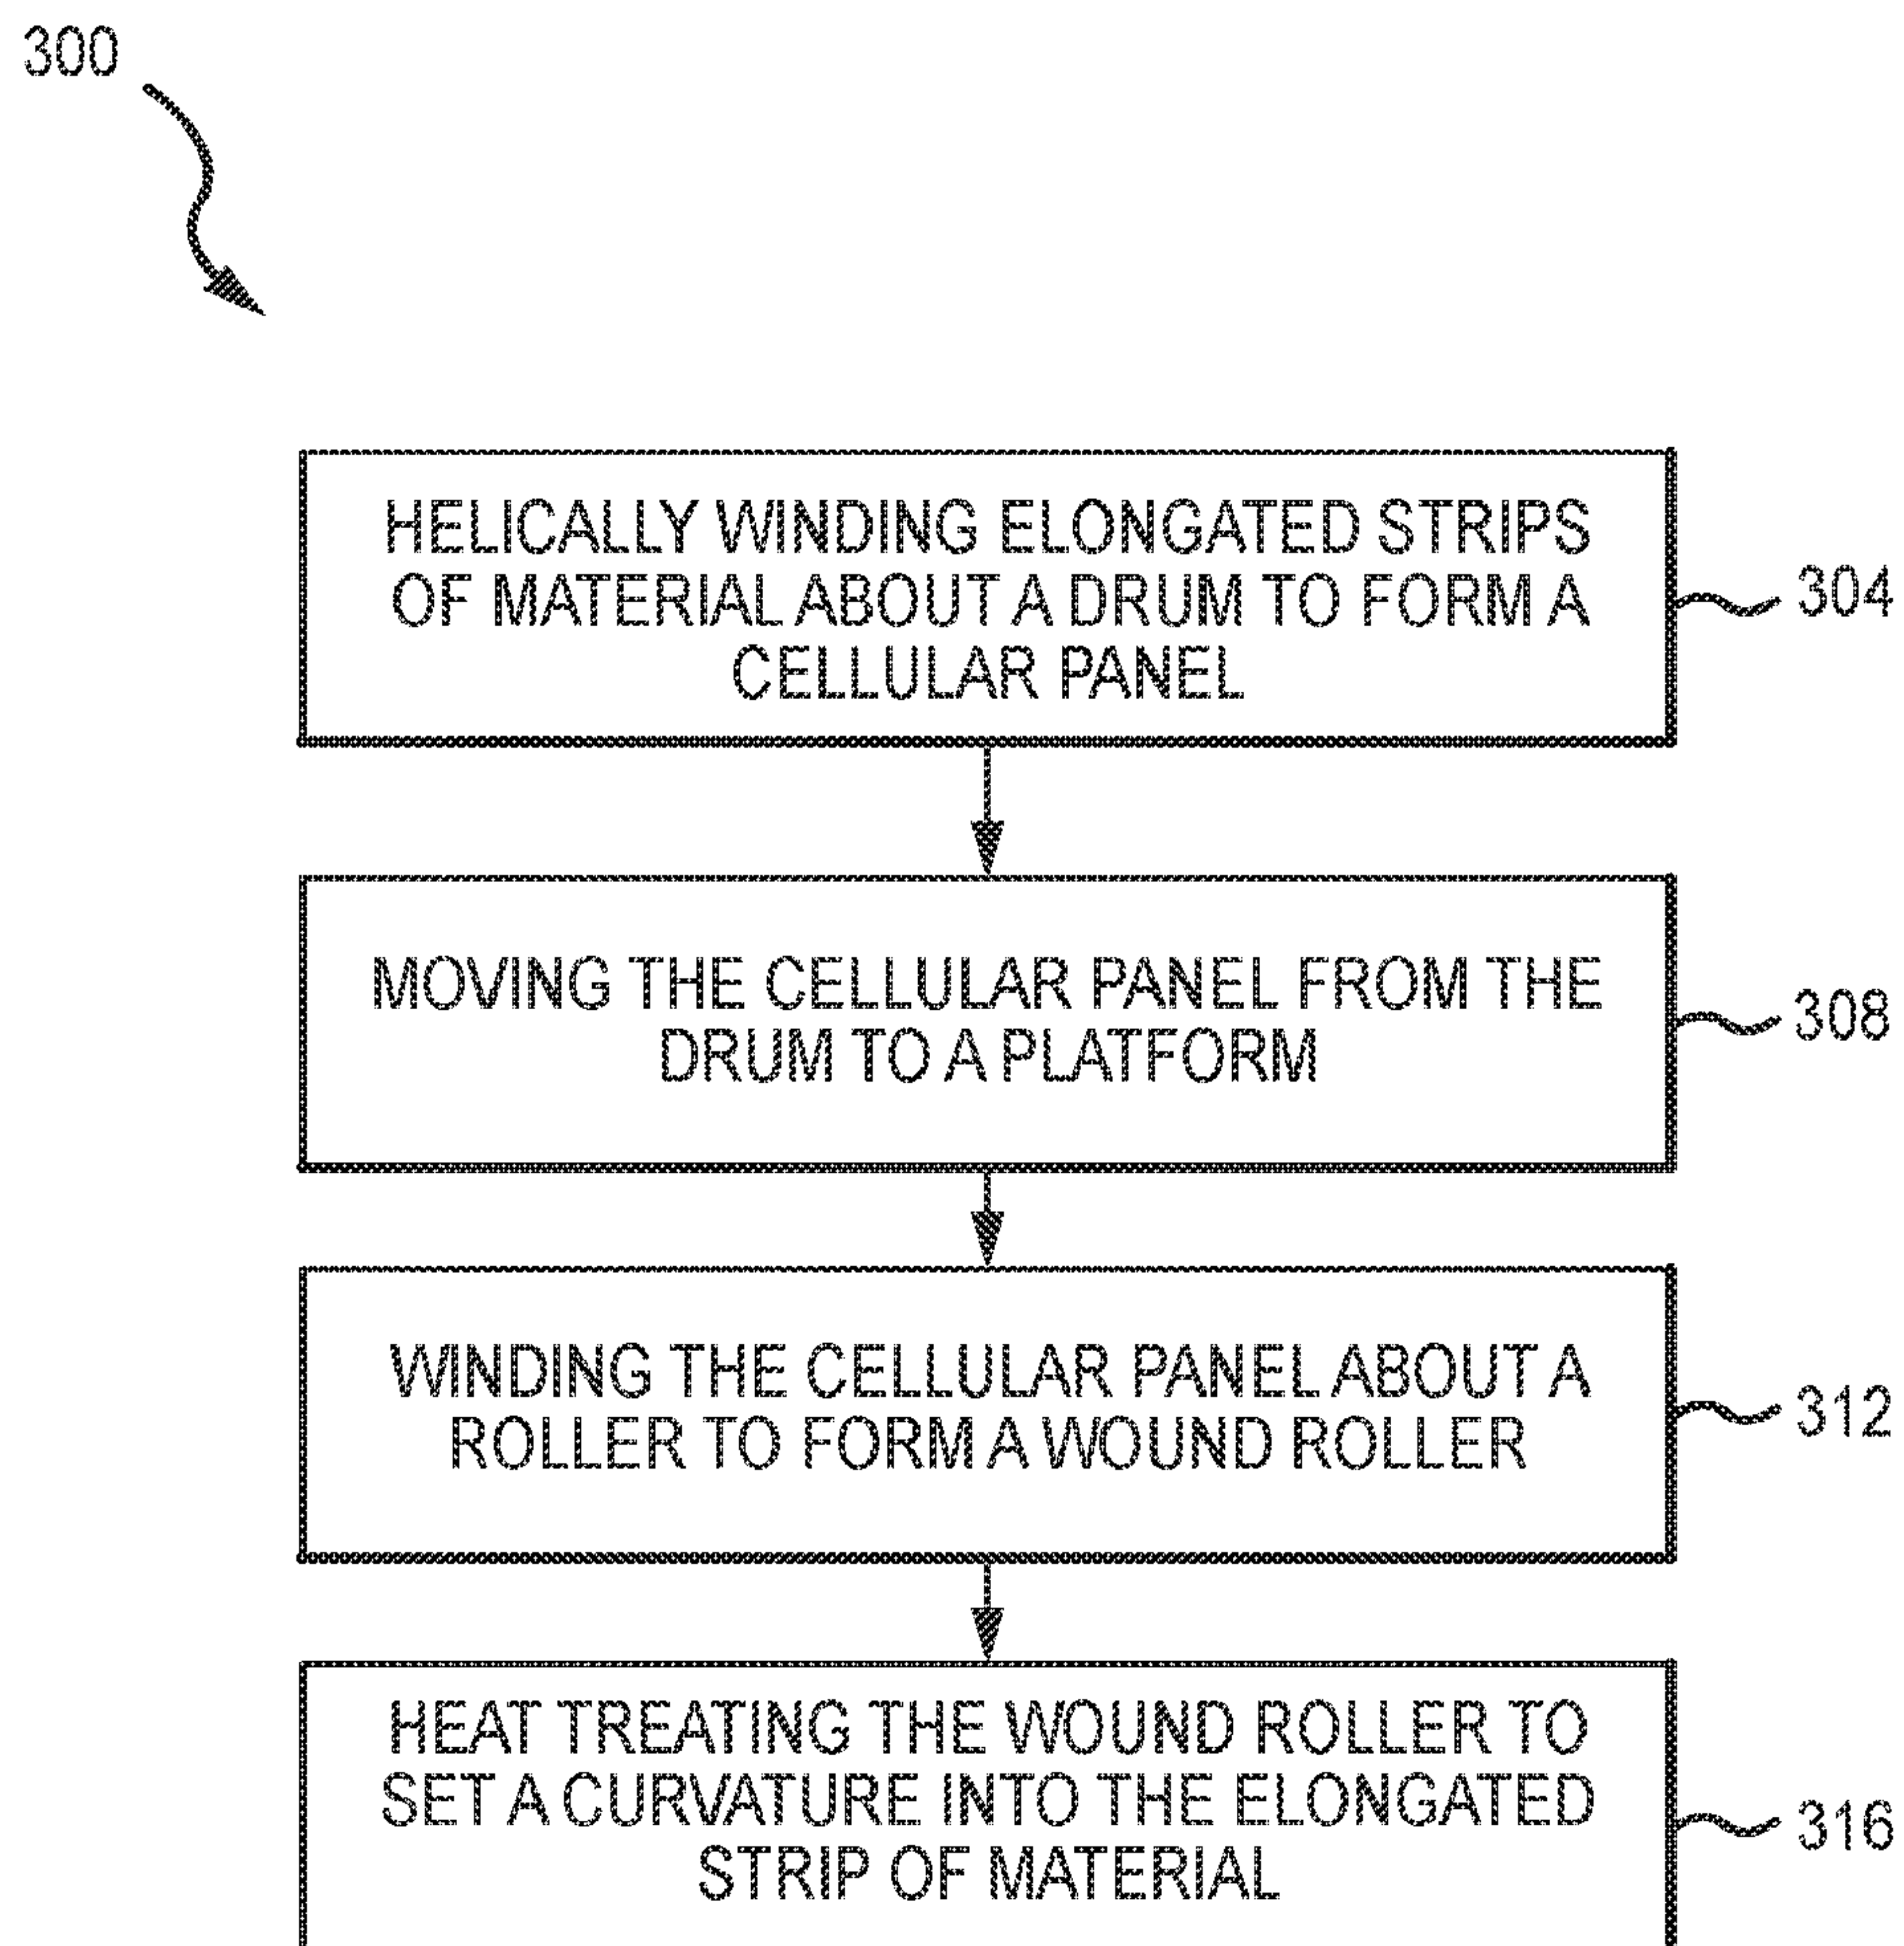 300
HELICALLY WINDING ELONGATED STRIPS
OF MATERIAL ABOUT A DRUM TO FORM A
CELLULAR PANEL
304
MOVING THE CELLULAR PANEL FROM THE
DRUM TO A PLATFORM
308
WINDING THE CELLULAR PANEL ABOUT A
ROLLER TO FORM A WOUND ROLLER
312
HEAT TREATING THE WOUND ROLLER TO
SET A CURVATURE INTO THE ELONGATED
STRIP OF MATERIAL
316